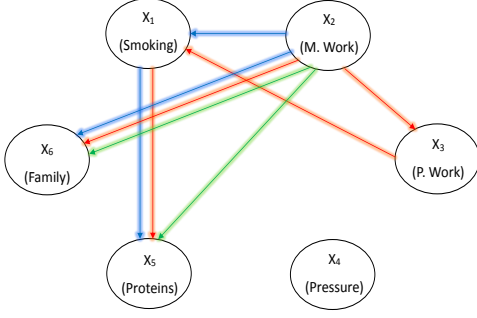 X1
(Smoking)
X2
(M. Work)
X6
(Family)
X3
(P. Work)
X5
(Proteins)
X4
(Pressure)